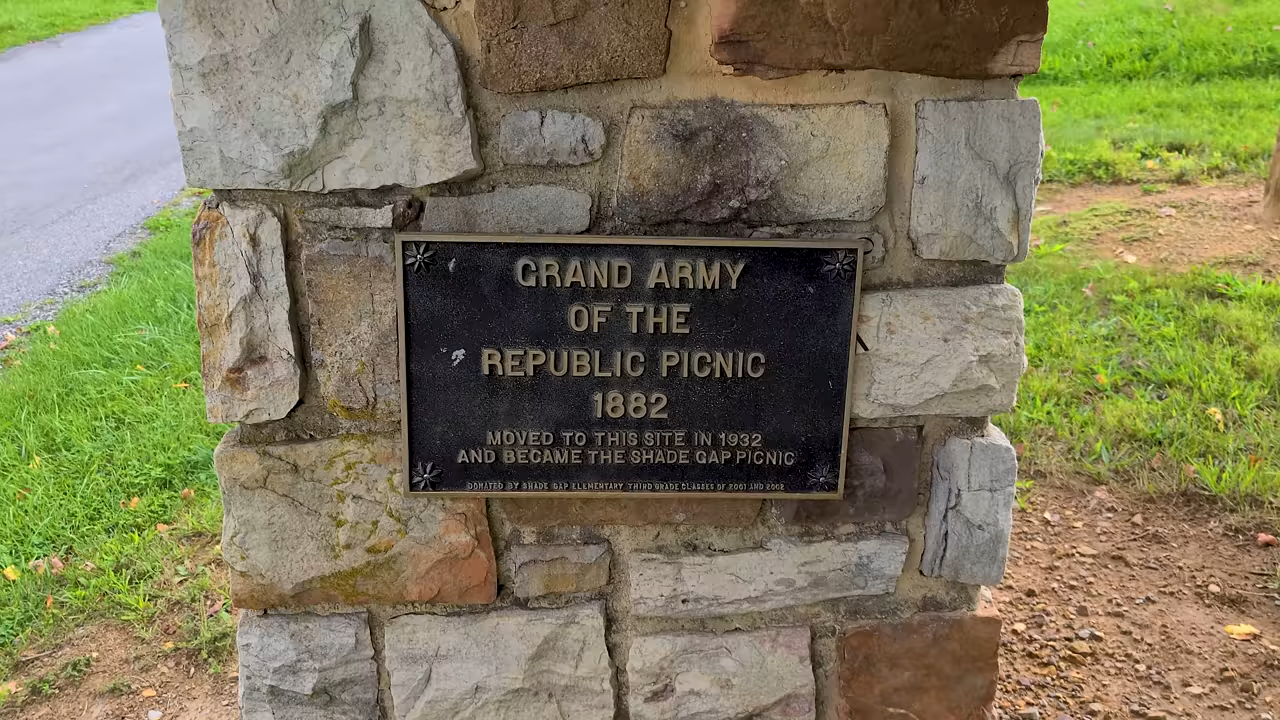 GRAND ARMY
OF THE
REPUBLIC PICNIC
1882
MOVED TO THIS SITE IN 1932
AND BECAME THE SHADE GAP PICNIC
DONATED BY SHADE GAP ELEMENTARY THIRD GRADE CLASSES OF 2001 AND 2002